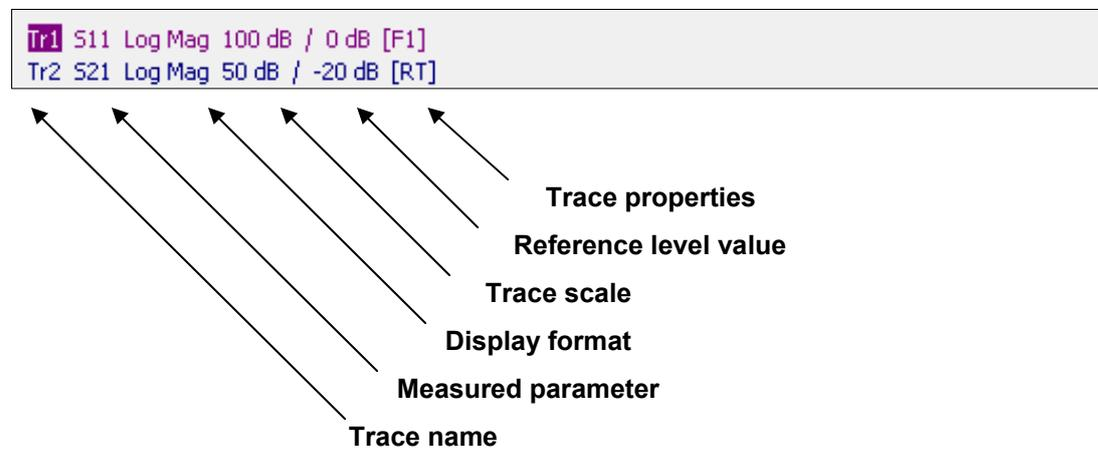 Tr1 S11 Log Mag 100 dB / 0 dB [F1]
Tr2 S21 Log Mag 50 dB / -20 dB [RT]
Trace properties
Reference level value
Trace scale
Display format
Measured parameter
Trace name